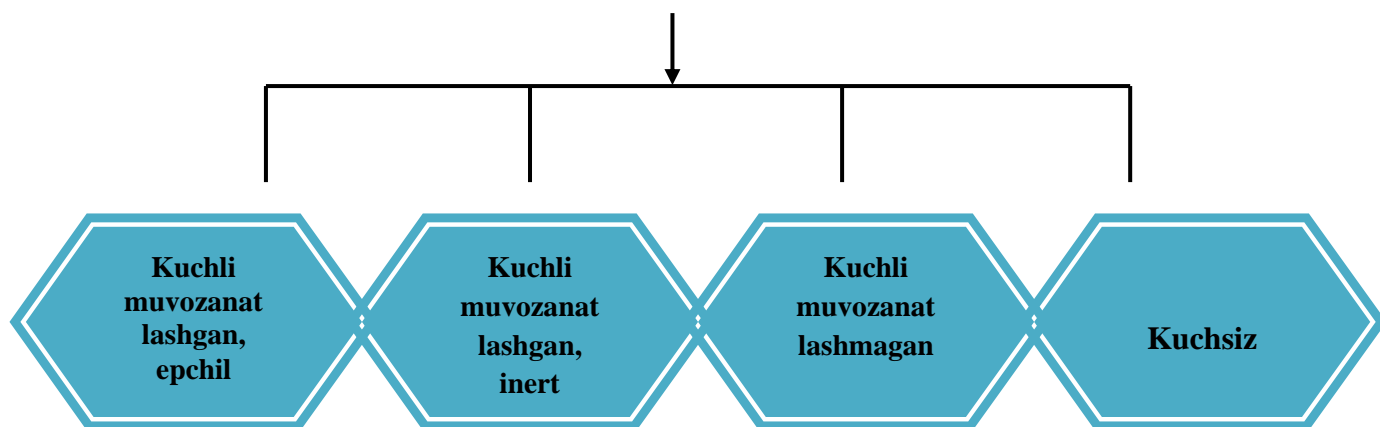 Kuchli
muvozanat
lashgan,
epchil
Kuchli
muvozanat
lashgan,
inert
Kuchli
muvozanat
lashmagan
Kuchsiz